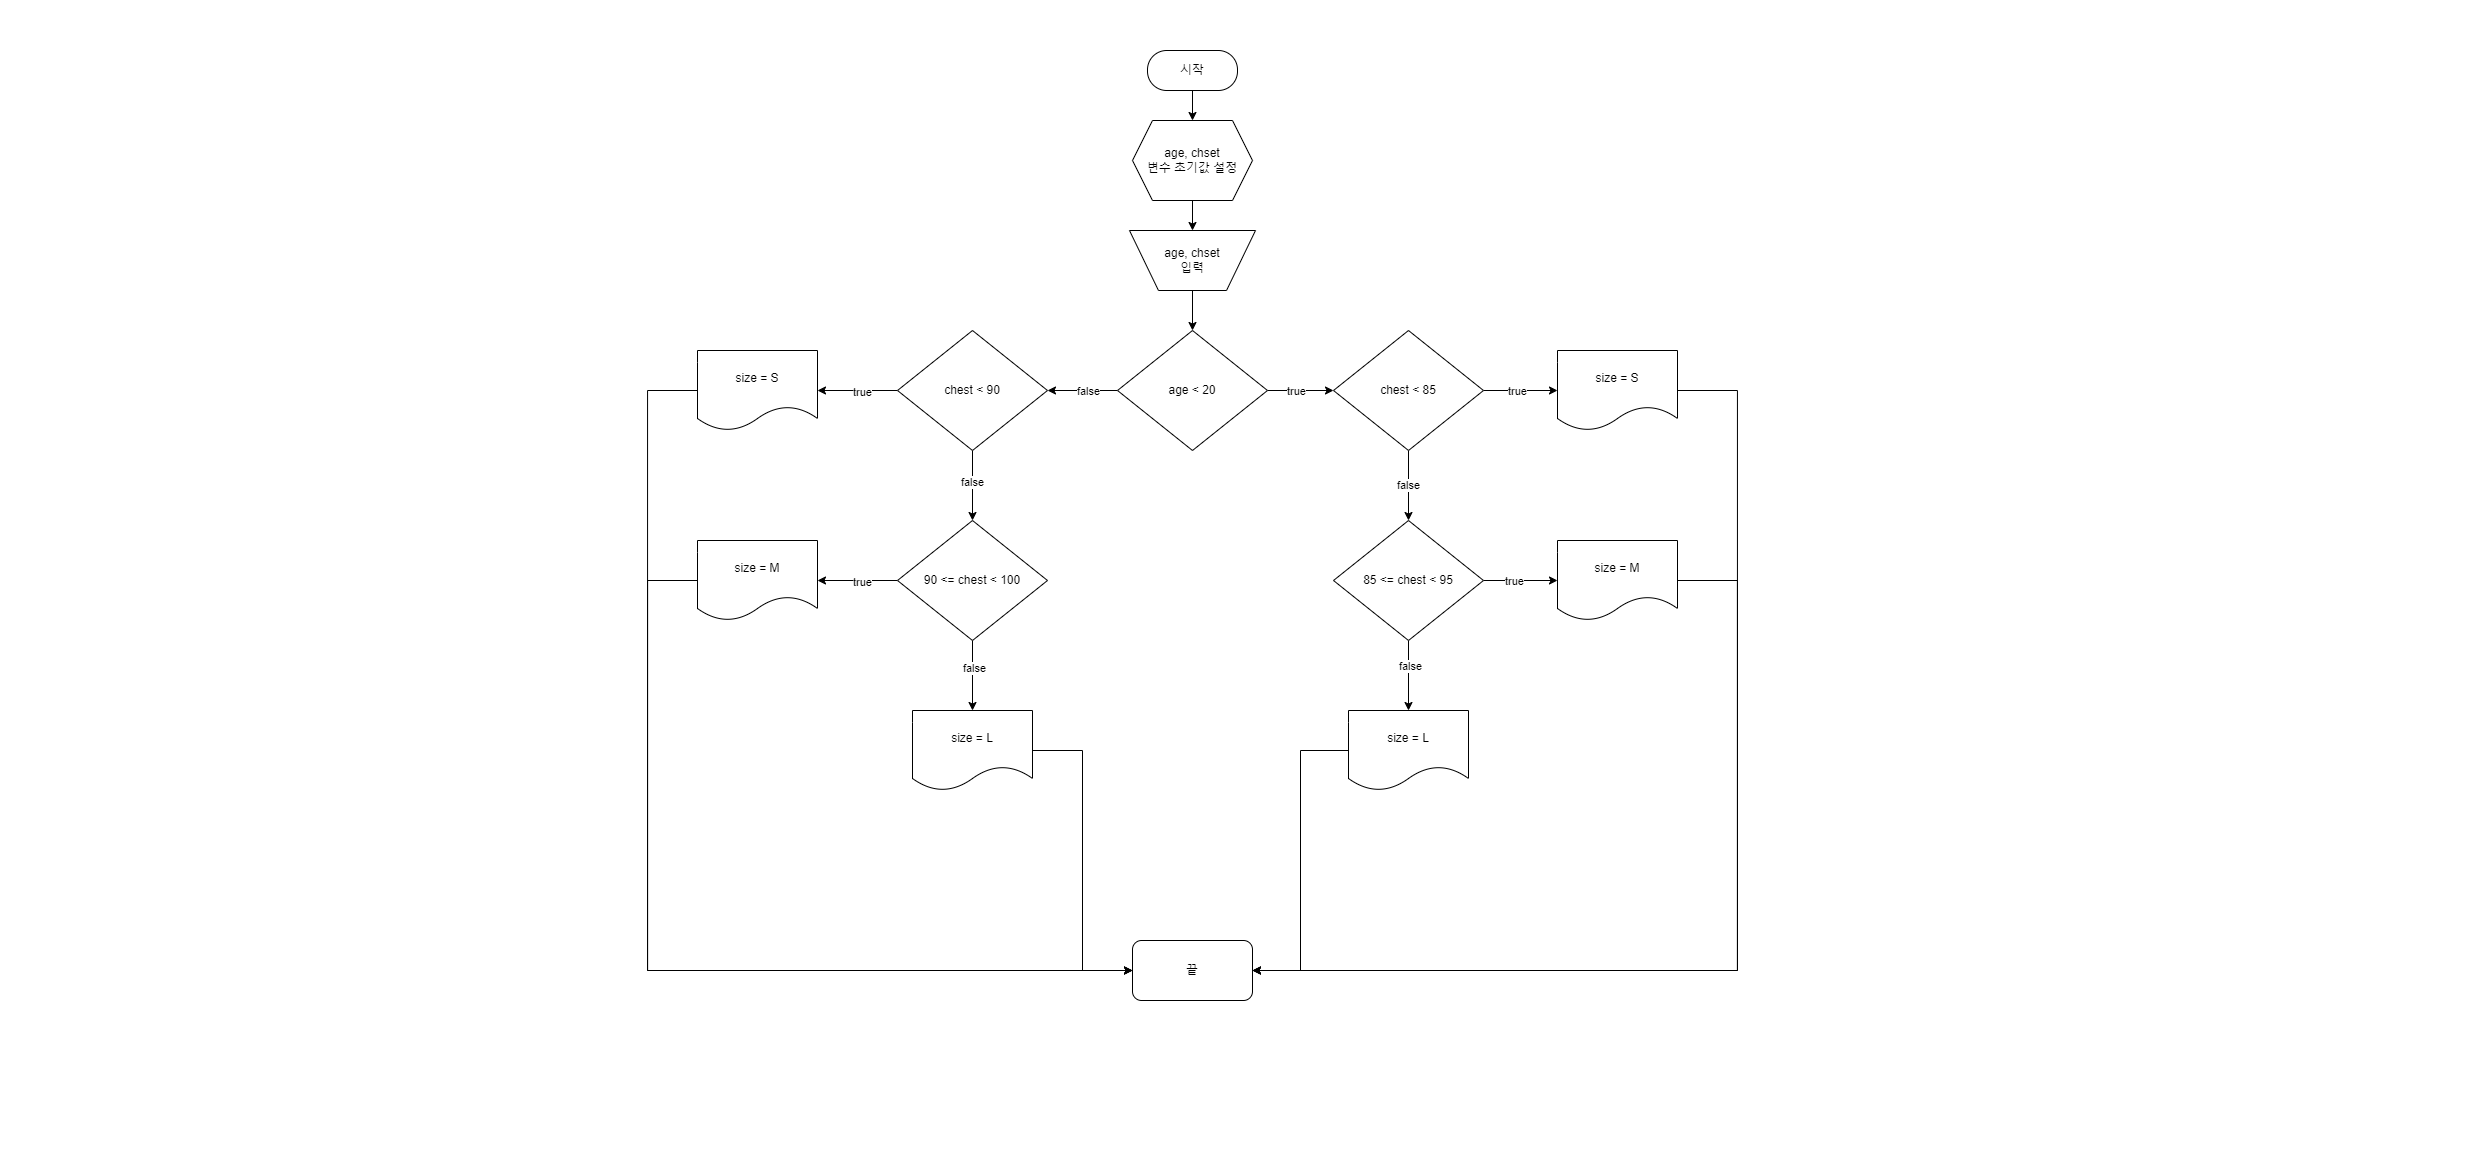 시작
age, chset
변수 초기값 설정
age, chset
입력
size = S
true
chest < 90
false
age < 20
true
chest < 85
true
size = S
false
false
size = M
true
90 <= chest < 100
85 <= chest < 95
true
size = M
false
false
size = L
size = L
끝